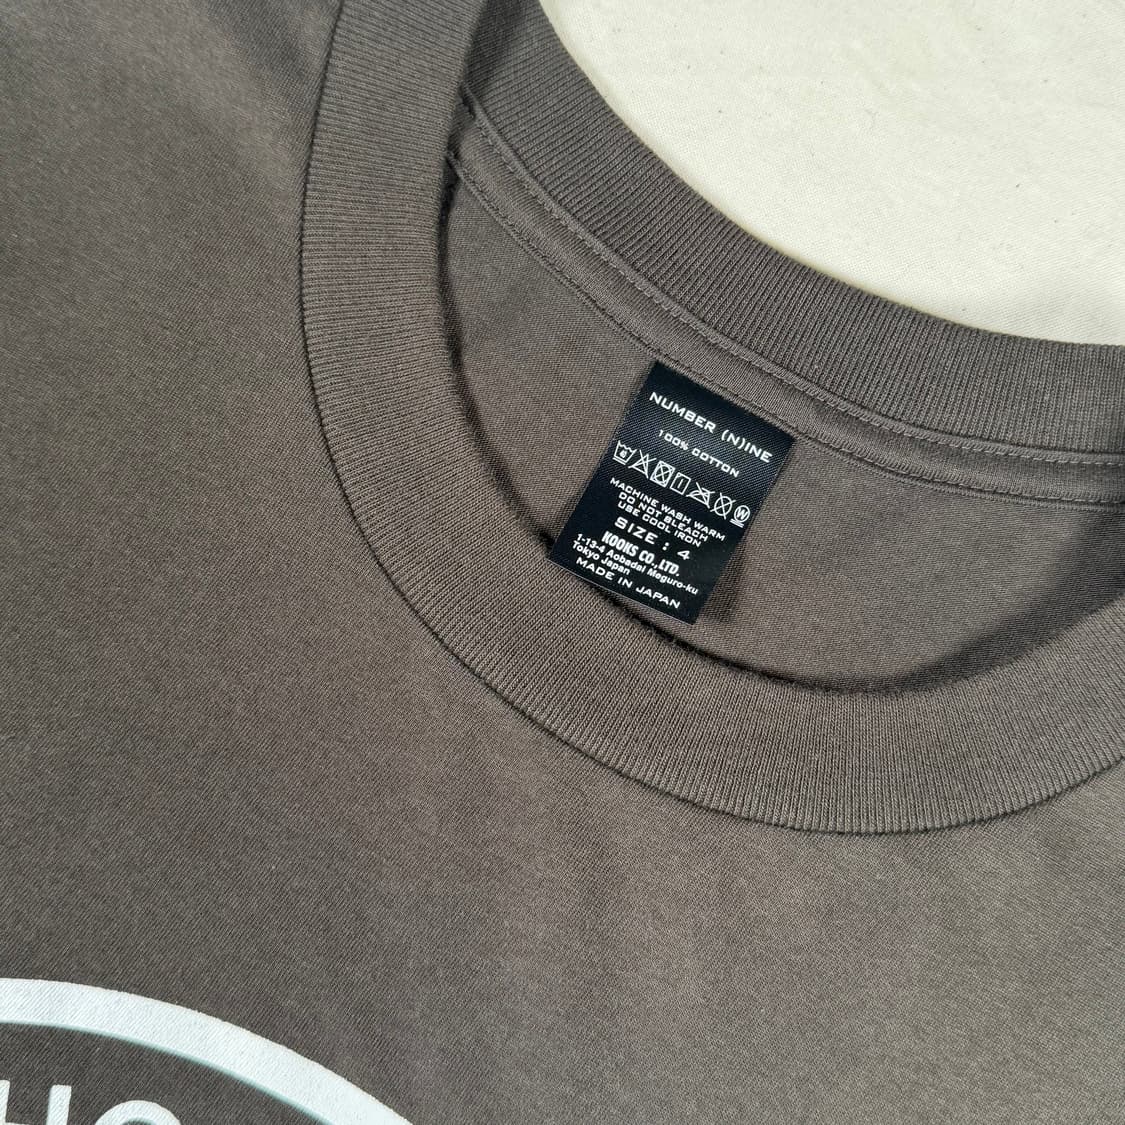 NUMBER (N)INE
100% COTTON
W
MACHINE WASH WARM
DO NOT BLEACH
USE COOL IRON
SIZE : 4
KOOKS CO., LTD.
1-13-4 Aobadai Meguro-ku
Tokyo Japan
MADE IN JAPAN